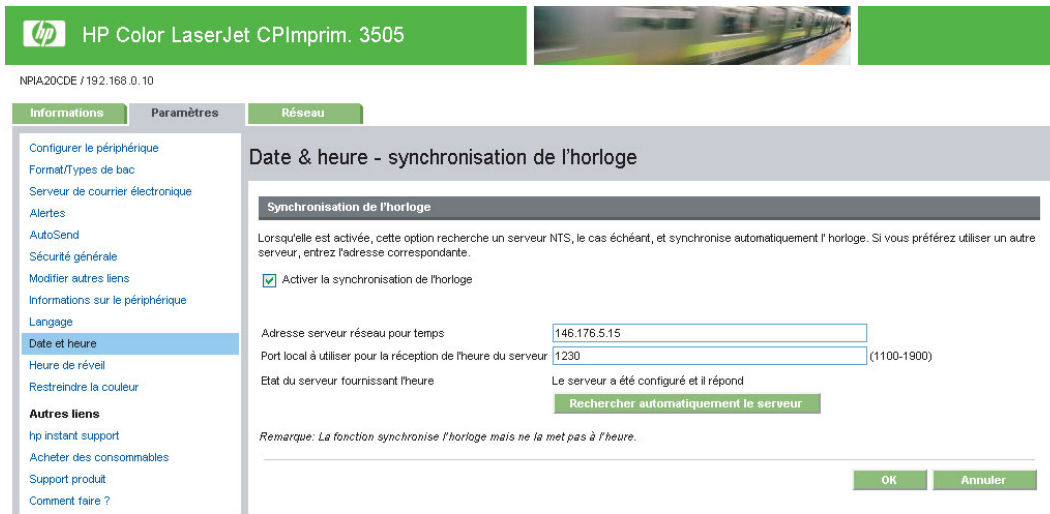 hp
HP Color LaserJet CPImprim. 3505
NPIA20CDE / 192.168.0.10
Informations
Paramètres
Réseau
Configurer le périphérique
Format/Types de bac
Serveur de courrier électronique
Alertes
AutoSend
Sécurité générale
Modifier autres liens
Informations sur le périphérique
Langage
Date et heure
Heure de réveil
Restreindre la couleur
Autres liens
hp instant support
Acheter des consommables
Support produit
Comment faire ?
Date & heure - synchronisation de l'horloge
Synchronisation de l'horloge
Lorsqu'elle est activée, cette option recherche un serveur NTS, le cas échéant, et synchronise automatiquement l' horloge. Si vous préférez utiliser un autre
serveur, entrez l'adresse correspondante.
Activer la synchronisation de l'horloge
Adresse serveur réseau pour temps 146.176.5.15
Port local à utiliser pour la réception de l'heure du serveur 1230 (1100-1900)
Etat du serveur fournissant l'heure Le serveur a été configuré et il répond
Rechercher automatiquement le serveur
Remarque: La fonction synchronise l'horloge mais ne la met pas à l'heure.
OK Annuler